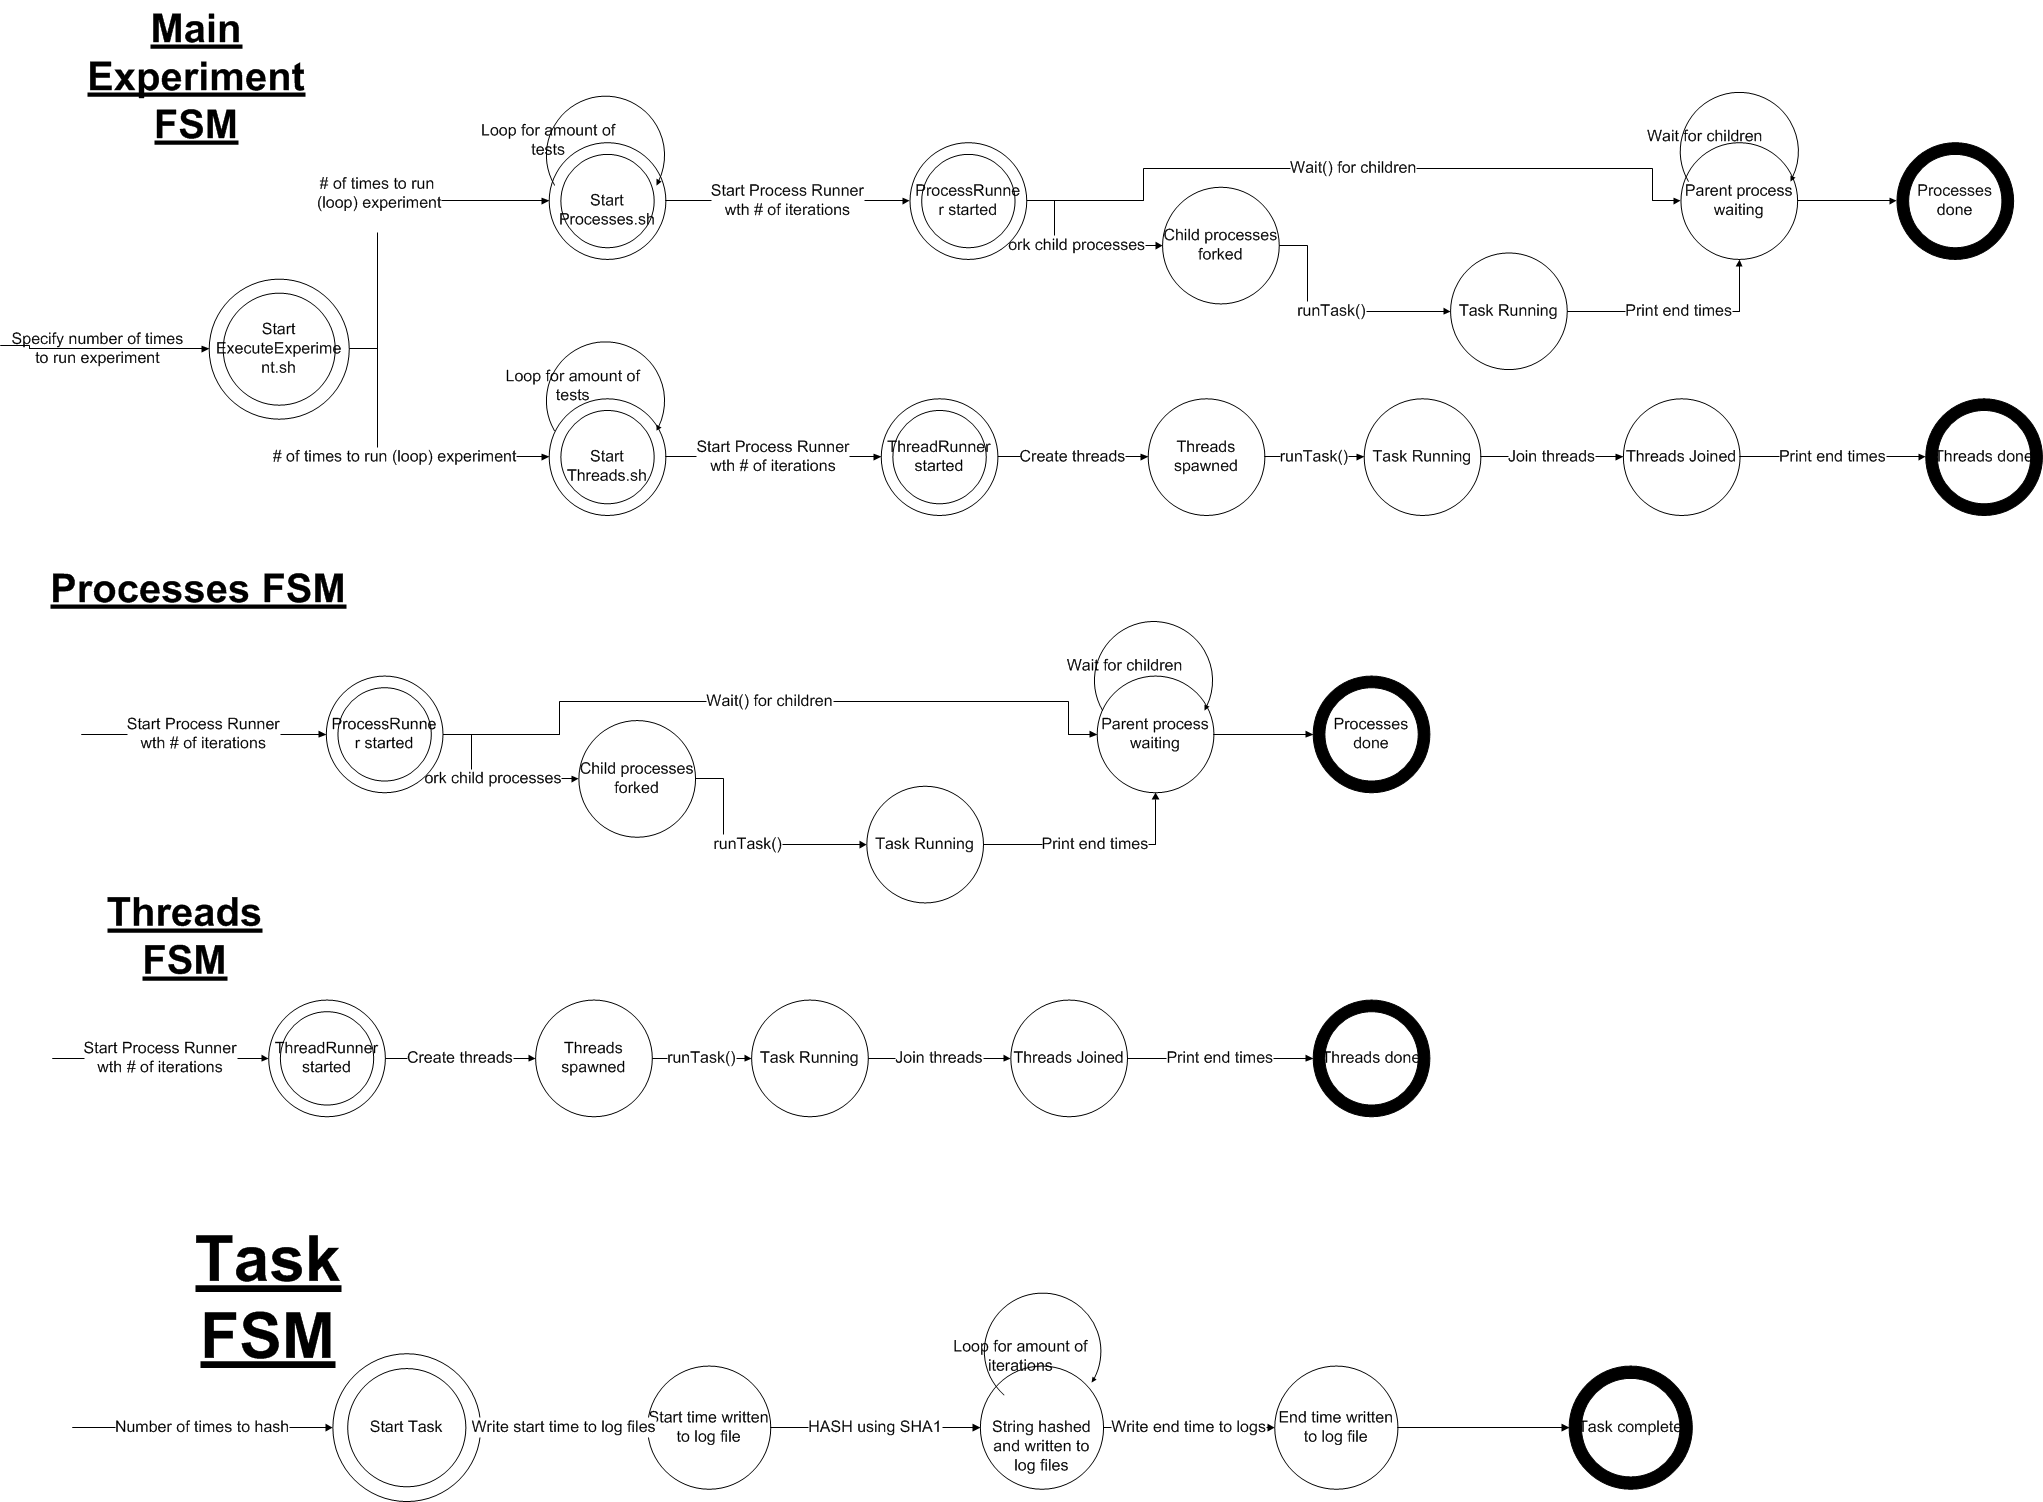 Main
Experiment
FSM
Loop for amount of
tests
Wait for children
# of times to run
(loop) experiment
Start
Processes.sh
Start Process Runner
wth # of iterations
ProcessRunne
r started
Wait() for children
ork child processes
Child processes
forked
runTask()
Task Running
Print end times
Parent process
waiting
Processes
done
Specify number of times
to run experiment
Start
ExecuteExperime
nt.sh
Loop for amount of
tests
# of times to run (loop) experiment
Start
Threads.sh
Start Process Runner
wth # of iterations
ThreadRunner
started
Create threads
Threads
spawned
runTask()
Task Running
Join threads
Threads Joined
Print end times
Threads done
Processes FSM
Wait for children
Start Process Runner
wth # of iterations
ProcessRunne
r started
Wait() for children
ork child processes
Child processes
forked
runTask()
Task Running
Print end times
Parent process
waiting
Processes
done
Threads
FSM
Start Process Runner
wth # of iterations
ThreadRunner
started
Create threads
Threads
spawned
runTask()
Task Running
Join threads
Threads Joined
Print end times
Threads done
Task
FSM
Loop for amount of
iterations
Number of times to hash
Start Task
Write start time to log files
Start time written
to log file
HASH using SHA1
String hashed
and written to
log files
Write end time to logs
End time written
to log file
Task complete